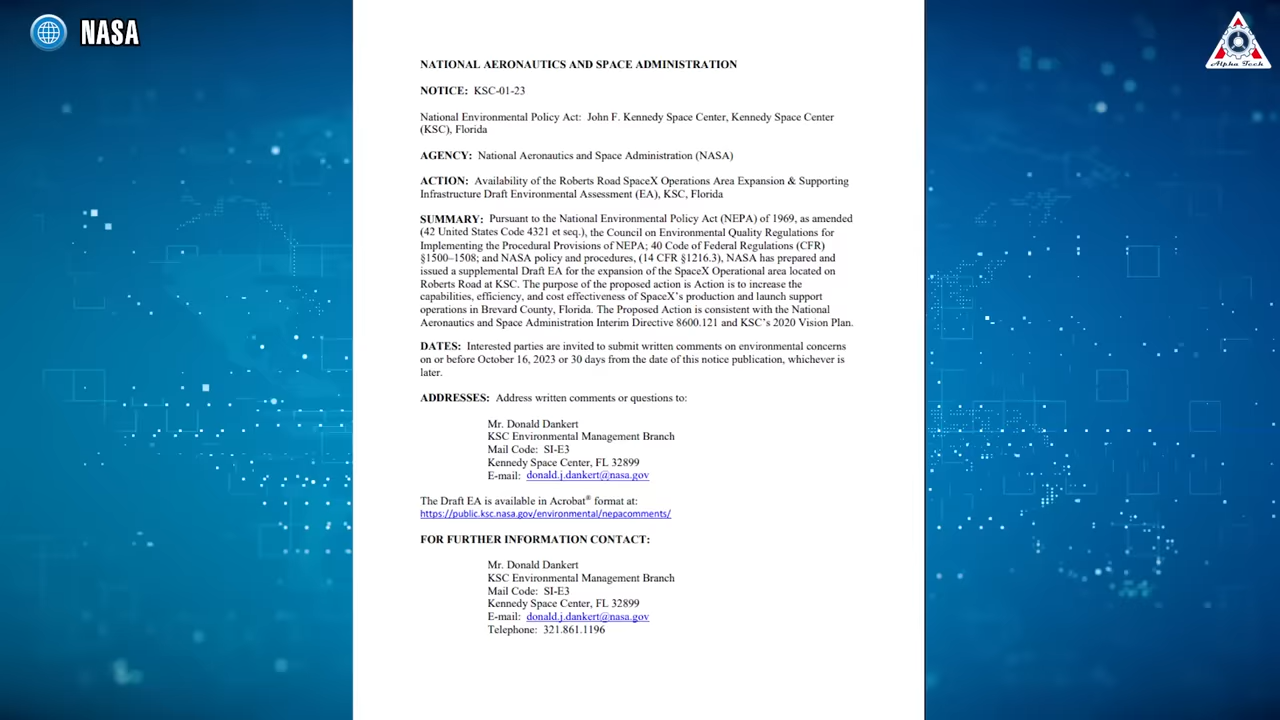 NASA
Alpha Tech
NATIONAL AERONAUTICS AND SPACE ADMINISTRATION
NOTICE: KSC-01-23
National Environmental Policy Act: John F. Kennedy Space Center, Kennedy Space Center
(KSC), Florida
AGENCY: National Aeronautics and Space Administration (NASA)
ACTION: Availability of the Roberts Road SpaceX Operations Area Expansion & Supporting
Infrastructure Draft Environmental Assessment (EA), KSC, Florida
SUMMARY: Pursuant to the National Environmental Policy Act (NEPA) of 1969, as amended
(42 United States Code 4321 et seq.), the Council on Environmental Quality Regulations for
Implementing the Procedural Provisions of NEPA; 40 Code of Federal Regulations (CFR)
§1500–1508; and NASA policy and procedures, (14 CFR §1216.3), NASA has prepared and
issued a supplemental Draft EA for the expansion of the SpaceX Operational area located on
Roberts Road at KSC. The purpose of the proposed action is Action is to increase the
capabilities, efficiency, and cost effectiveness of SpaceX's production and launch support
operations in Brevard County, Florida. The Proposed Action is consistent with the National
Aeronautics and Space Administration Interim Directive 8600.121 and KSC's 2020 Vision Plan.
DATES: Interested parties are invited to submit written comments on environmental concerns
on or before October 16, 2023 or 30 days from the date of this notice publication, whichever is
later.
ADDRESSES: Address written comments or questions to:
Mr. Donald Dankert
KSC Environmental Management Branch
Mail Code: SI-E3
Kennedy Space Center, FL 32899
E-mail: donald.j.dankert@nasa.gov
The Draft EA is available in Acrobat® format at:
https://public.ksc.nasa.gov/environmental/nepacomments/
FOR FURTHER INFORMATION CONTACT:
Mr. Donald Dankert
KSC Environmental Management Branch
Mail Code: SI-E3
Kennedy Space Center, FL 32899
E-mail: donald.j.dankert@nasa.gov
Telephone: 321.861.1196